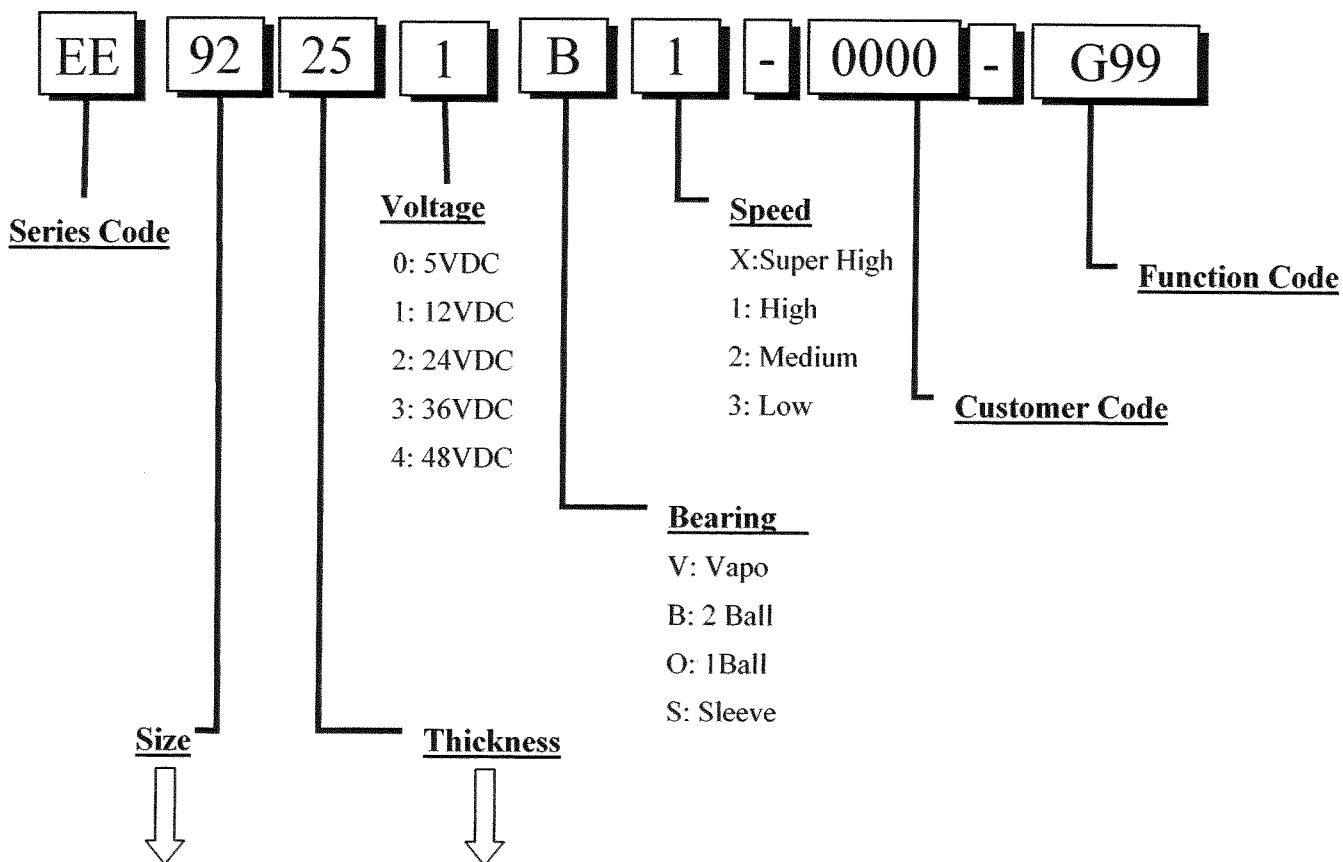 EE 92 25 1 B 1 - 0000 - G99
Series Code
Voltage
0: 5VDC
1: 12VDC
2: 24VDC
3: 36VDC
4: 48VDC
Speed
X:Super High
1: High
2: Medium
3: Low
Function Code
Customer Code
Bearing
V: Vapo
B: 2 Ball
O: 1Ball
S: Sleeve
Size
Thickness